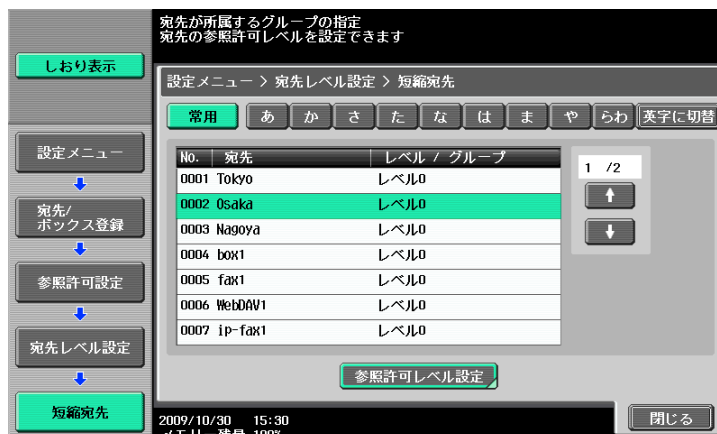 宛先が所属するグループの指定
宛先の参照許可レベルを設定できます
しおり表示
設定メニュー > 宛先レベル設定 > 短縮宛先
常用 あ か さ た な は ま や らわ 英字に切替
設定メニュー
宛先/
ボックス登録
参照許可設定
宛先レベル設定
短縮宛先
No. 宛先 レベル / グループ
0001 Tokyo レベル0
0002 Osaka レベル0
0003 Nagoya レベル0
0004 box1 レベル0
0005 fax1 レベル0
0006 WebDAV1 レベル0
0007 ip-fax1 レベル0
1 /2
参照許可レベル設定
2009/10/30 15:30
メモリー残量 100%
閉じる